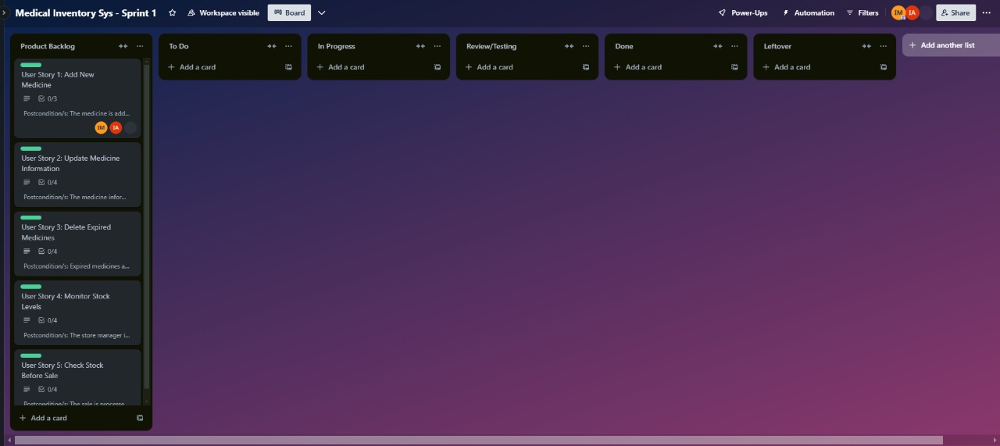 Medical Inventory Sys - Sprint 1 Workspace visible Board Power-Ups Automation Filters IM IA Share
Product Backlog
User Story 1: Add New
Medicine
0/3
Postcondition/s: The medicine is add...
IM IA
User Story 2: Update Medicine
Information
0/4
Postcondition/s: The medicine infor...
User Story 3: Delete Expired
Medicines
0/4
Postcondition/s: Expired medicines a...
User Story 4: Monitor Stock
Levels
0/4
Postcondition/s: The store manager i...
User Story 5: Check Stock
Before Sale
0/4
Postcondition/s: The sale is processe...
+ Add a card
To Do
+ Add a card
In Progress
+ Add a card
Review/Testing
+ Add a card
Done
+ Add a card
Leftover
+ Add a card
+ Add another list